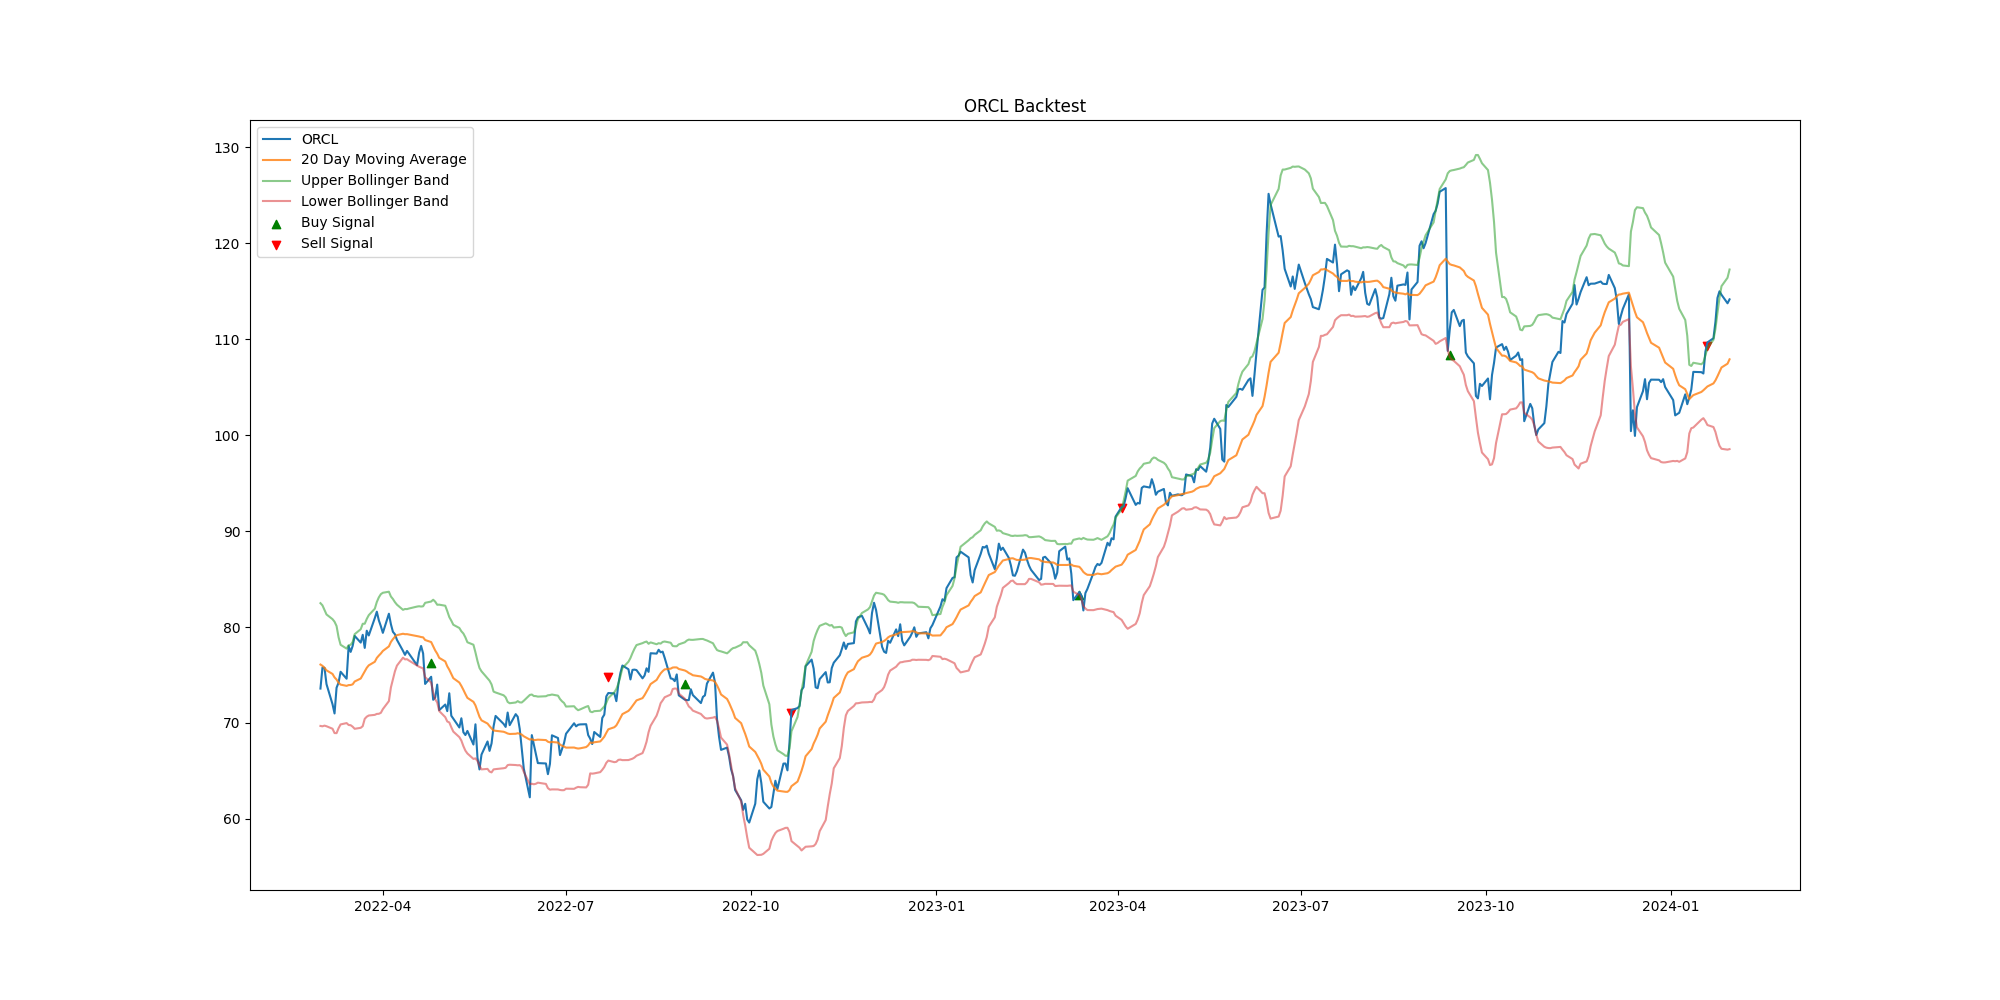 ORCL Backtest
ORCL
20 Day Moving Average
Upper Bollinger Band
Lower Bollinger Band
Buy Signal
Sell Signal
130
120
110
100
90
80
70
60
2022-04
2022-07
2022-10
2023-01
2023-04
2023-07
2023-10
2024-01